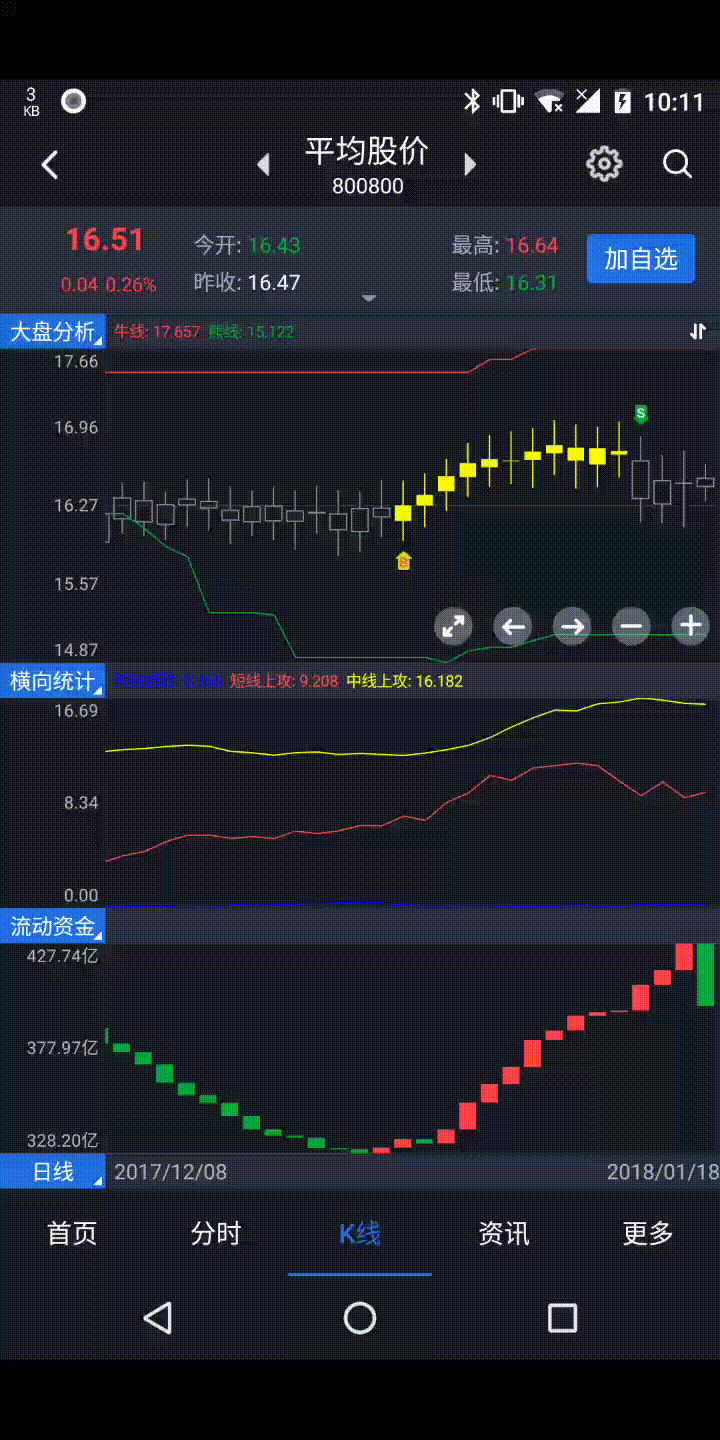 3
KB
10:11
平均股价
800800
16.51
今开: 16.43
最高: 16.64
加自选
0.04 0.26%
昨收: 16.47
最低: 16.31
大盘分析
牛线: 17.657 熊线: 15.122
17.66
16.96
S
16.27
B
15.57
14.87
横向统计
短线上攻: 9.208 中线上攻: 16.182
16.69
8.34
0.00
流动资金
427.74亿
377.97亿
328.20亿
日线
2017/12/08
2018/01/18
首页
分时
K线
资讯
更多